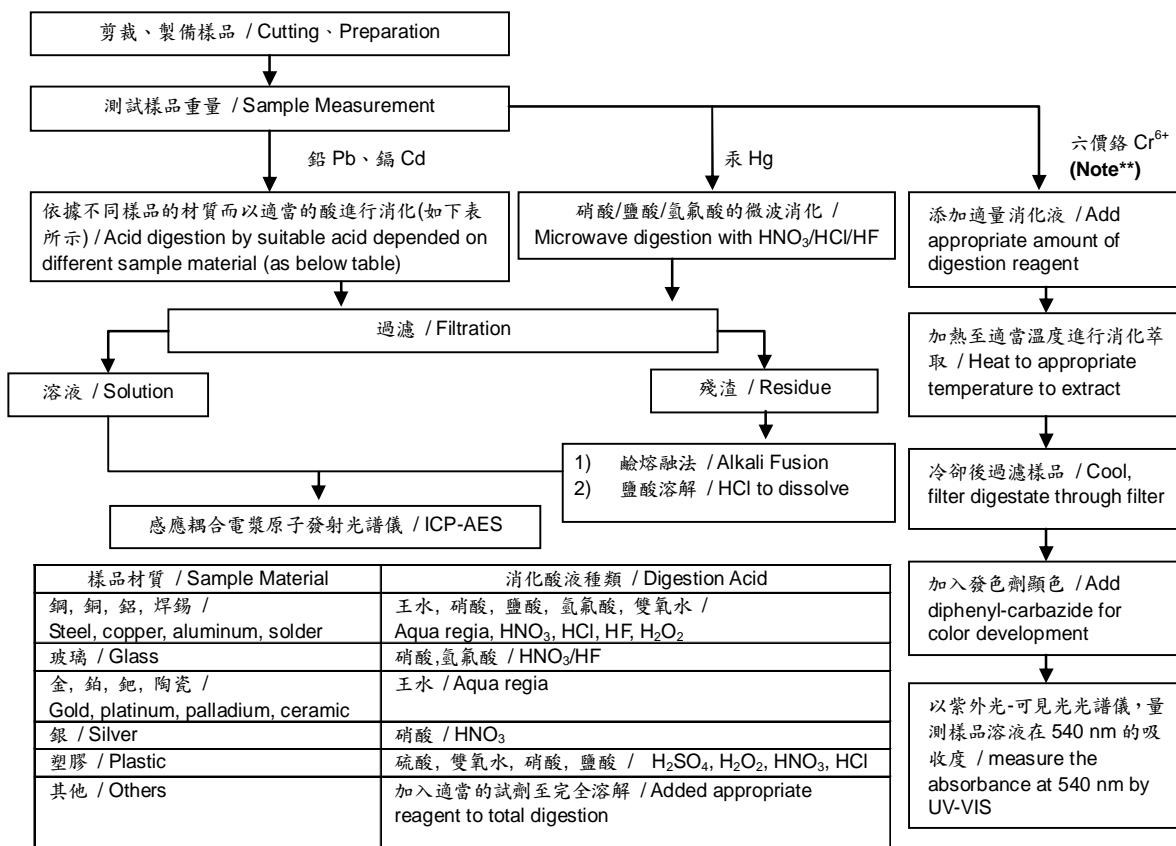 剪裁、製備樣品 / Cutting、Preparation
測試樣品重量 / Sample Measurement
鉛 Pb、鎘 Cd
汞 Hg
六價鉻 Cr6+
(Note**)
依據不同樣品的材質而以適當的酸進行消化(如下表
所示) / Acid digestion by suitable acid depended on
different sample material (as below table)
硝酸/鹽酸/氫氟酸的微波消化 /
Microwave digestion with HNO3/HCl/HF
添加適量消化液 / Add
appropriate amount of
digestion reagent
過濾 / Filtration
加熱至適當溫度進行消化萃
取 / Heat to appropriate
temperature to extract
溶液 / Solution
殘渣 / Residue
1) 鹼熔融法 / Alkali Fusion
2) 鹽酸溶解 / HCl to dissolve
冷卻後過濾樣品 / Cool,
filter digestate through filter
感應耦合電漿原子發射光譜儀 / ICP-AES
加入發色劑顯色 / Add
diphenyl-carbazide for
color development
以紫外光-可見光光譜儀，量
測樣品溶液在 540 nm 的吸
收度 / measure the
absorbance at 540 nm by
UV-VIS
樣品材質 / Sample Material 消化酸液種類 / Digestion Acid
鋼, 銅, 鋁, 焊錫 / 王水, 硝酸, 鹽酸, 氫氟酸, 雙氧水 /
Steel, copper, aluminum, solder Aqua regia, HNO3, HCl, HF, H2O2
玻璃 / Glass 硝酸,氫氟酸 / HNO3/HF
金, 鉑, 鈀, 陶瓷 / 王水 / Aqua regia
Gold, platinum, palladium, ceramic
銀 / Silver 硝酸 / HNO3
塑膠 / Plastic 硫酸, 雙氧水, 硝酸, 鹽酸 / H2SO4, H2O2, HNO3, HCl
其他 / Others 加入適當的試劑至完全溶解 / Added appropriate
reagent to total digestion